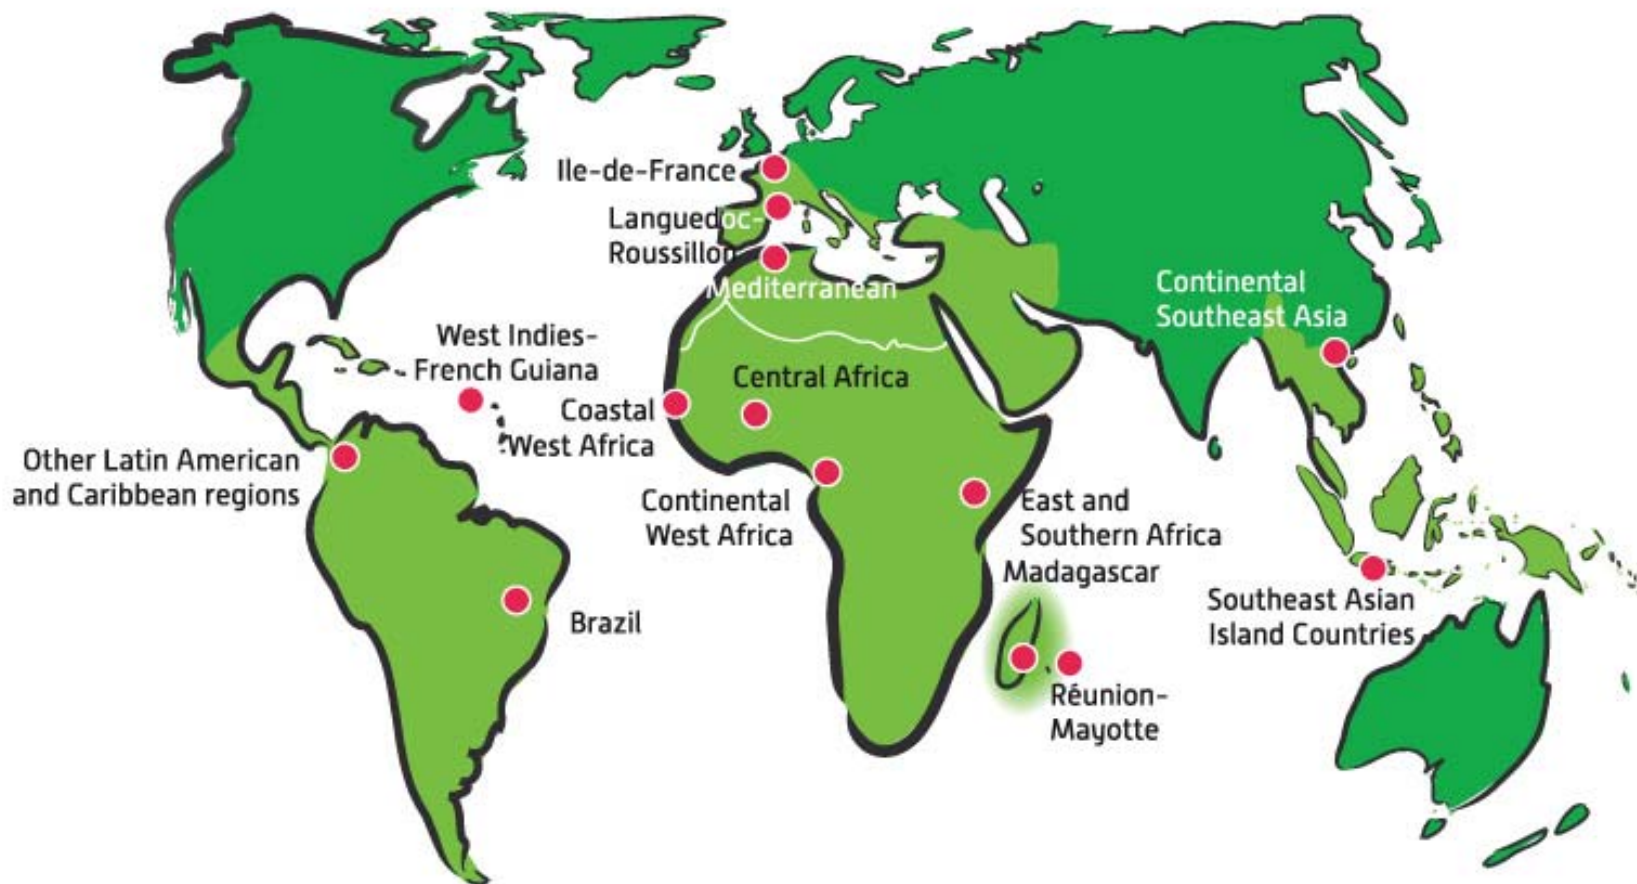 Ile-de-France
Languedoc-
Roussillon
Mediterranean
Continental
Southeast Asia
West Indies-
French Guiana
Central Africa
Coastal
West Africa
Other Latin American
and Caribbean regions
Continental
West Africa
East and
Southern Africa
Madagascar
Southeast Asian
Island Countries
Brazil
Réunion-
Mayotte